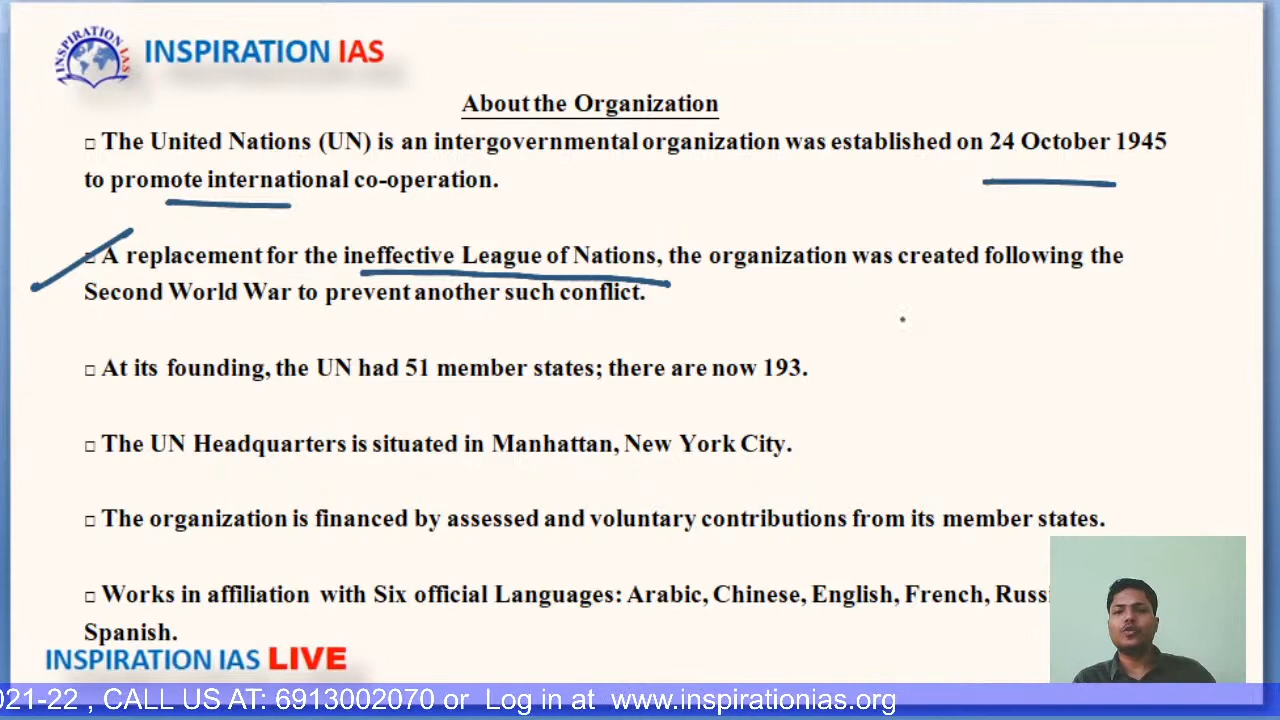 INSPIRATION IAS
INSPIRATION IAS
About the Organization
□ The United Nations (UN) is an intergovernmental organization was established on 24 October 1945
to promote international co-operation.
□ A replacement for the ineffective League of Nations, the organization was created following the
Second World War to prevent another such conflict.
□ At its founding, the UN had 51 member states; there are now 193.
□ The UN Headquarters is situated in Manhattan, New York City.
□ The organization is financed by assessed and voluntary contributions from its member states.
□ Works in affiliation with Six official Languages: Arabic, Chinese, English, French, Russi
Spanish.
INSPIRATION IAS LIVE
021-22 , CALL US AT: 6913002070 or Log in at www.inspirationias.org